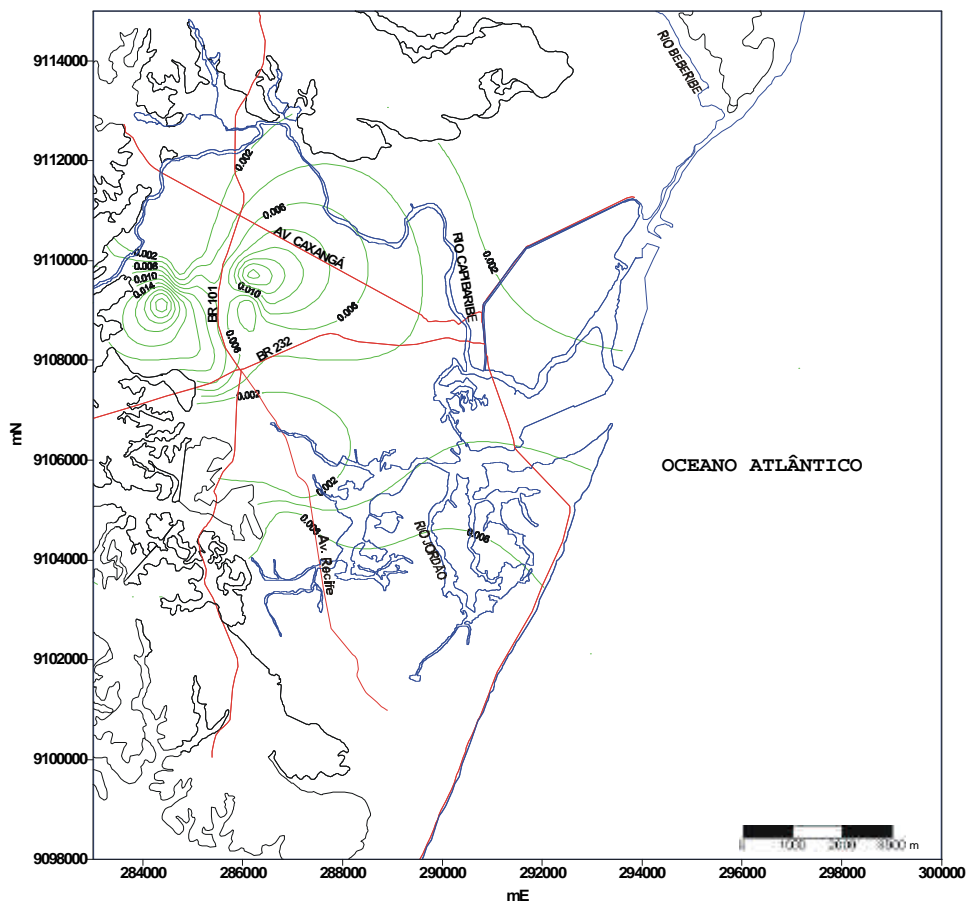 9114000
9112000
9110000
9108000
9106000
9104000
9102000
9100000
9098000
mN
284000
286000
288000
290000
292000
294000
296000
298000
300000
mE
RIO BEBERIBE
0.002
0.006
AV. CAXANGÁ
0.002
0.006
0.010
0.014
0.010
BR 101
RIO CAPIBARIBE
0.002
0.006
0.006
BR 232
0.002
OCEANO ATLÂNTICO
0.002
0.006
Av. Recife
RIO JORDÃO
0.006
0 1000 2000 3000 m